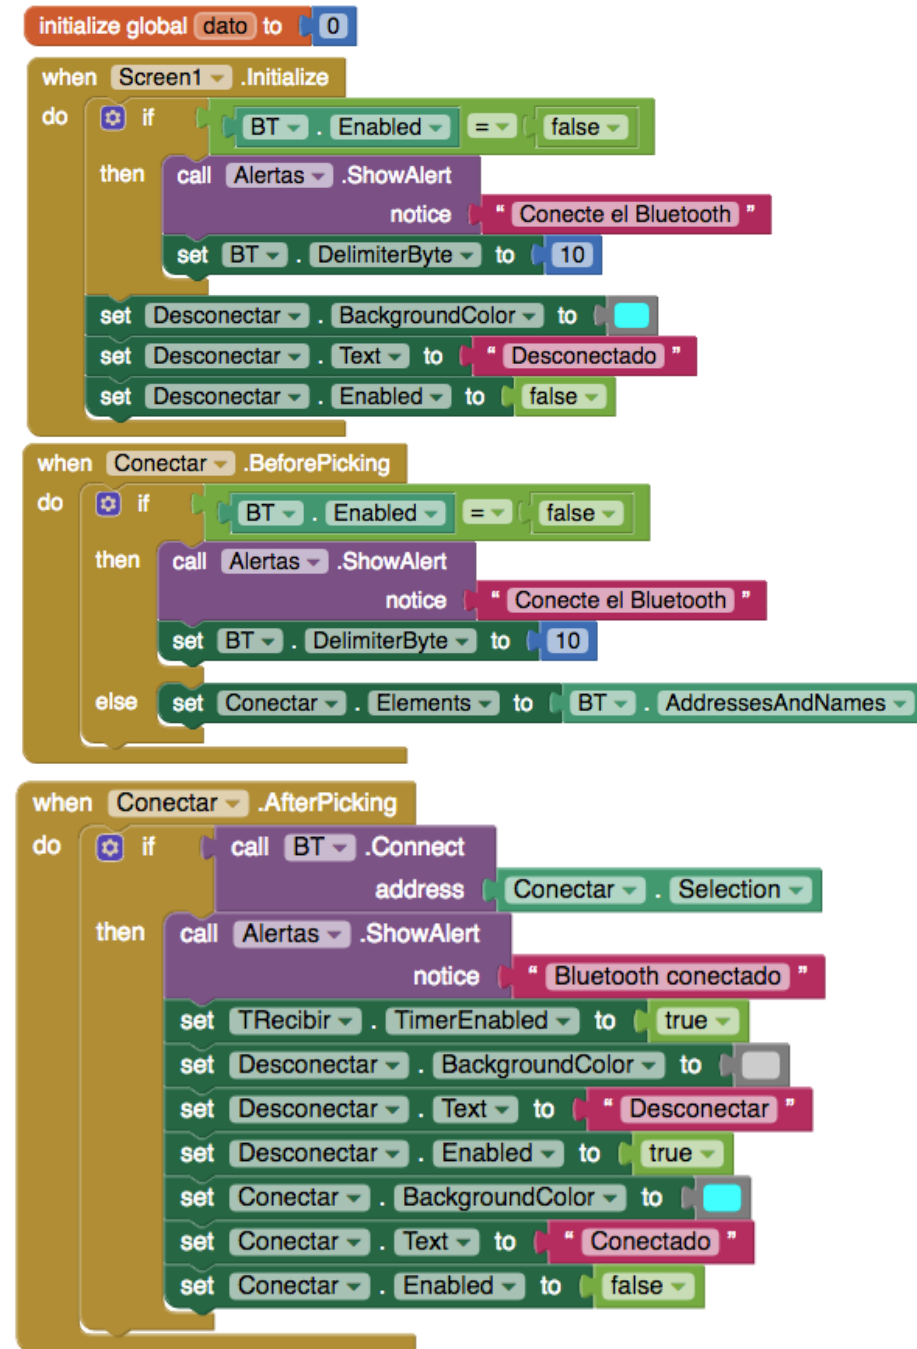 initialize global dato to 0
when Screen1 .Initialize
do if BT . Enabled = false
then call Alertas .ShowAlert
notice " Conecte el Bluetooth "
set BT . DelimiterByte to 10
set Desconectar . BackgroundColor to
set Desconectar . Text to " Desconectado "
set Desconectar . Enabled to false
when Conectar .BeforePicking
do if BT . Enabled = false
then call Alertas .ShowAlert
notice " Conecte el Bluetooth "
set BT . DelimiterByte to 10
else set Conectar . Elements to BT . AddressesAndNames
when Conectar .AfterPicking
do if call BT .Connect
address Conectar . Selection
then call Alertas .ShowAlert
notice " Bluetooth conectado "
set TRecibir . TimerEnabled to true
set Desconectar . BackgroundColor to
set Desconectar . Text to " Desconectar "
set Desconectar . Enabled to true
set Conectar . BackgroundColor to
set Conectar . Text to " Conectado "
set Conectar . Enabled to false